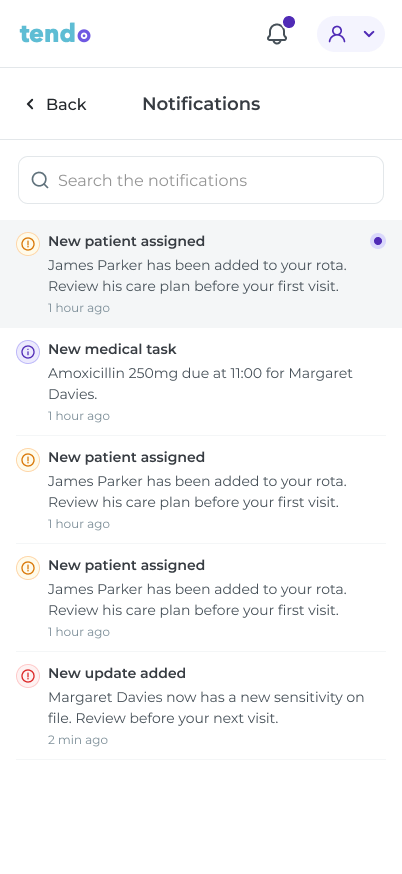 tendo
Back
Notifications
Search the notifications
New patient assigned
James Parker has been added to your rota.
Review his care plan before your first visit.
1 hour ago
New medical task
Amoxicillin 250mg due at 11:00 for Margaret
Davies.
1 hour ago
New patient assigned
James Parker has been added to your rota.
Review his care plan before your first visit.
1 hour ago
New patient assigned
James Parker has been added to your rota.
Review his care plan before your first visit.
1 hour ago
New update added
Margaret Davies now has a new sensitivity on
file. Review before your next visit.
2 min ago